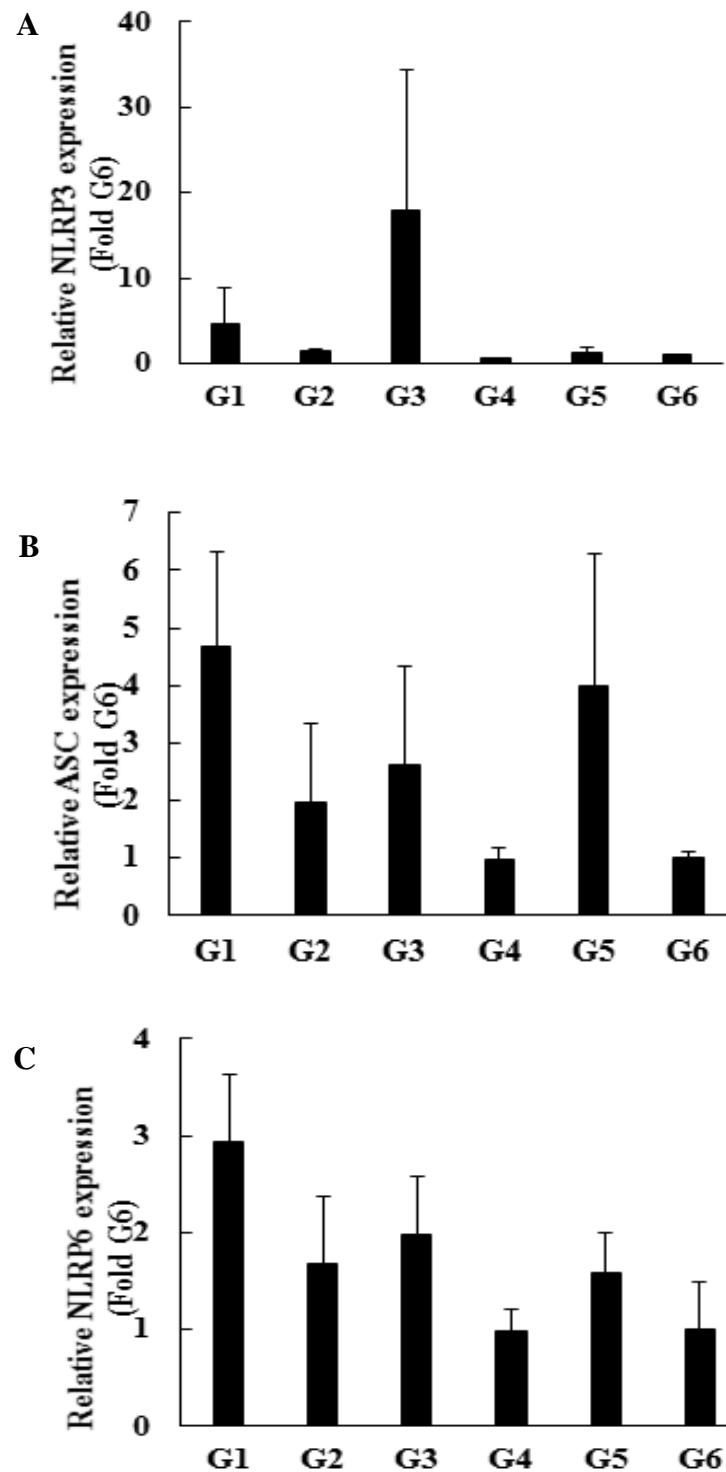 A
Relative NLRP3 expression
(Fold G6)
40
30
20
10
0
G1 G2 G3 G4 G5 G6
B
Relative ASC expression
(Fold G6)
7
6
5
4
3
2
1
0
G1 G2 G3 G4 G5 G6
C
Relative NLRP6 expression
(Fold G6)
4
3
2
1
0
G1 G2 G3 G4 G5 G6